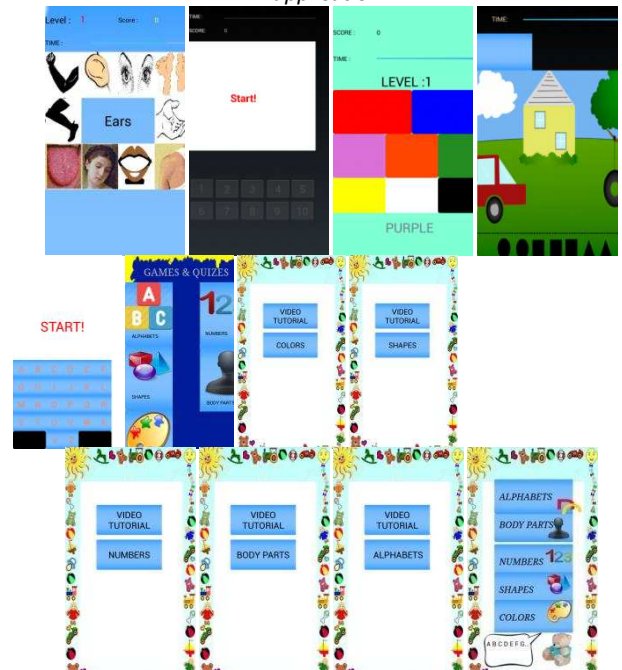 Level : 1 Score : 0
TIME :
Ears
TIME:
SCORE: 0
Start!
1 2 3 4 5
6 7 8 9 10
SCORE : 0
TIME :
LEVEL :1
PURPLE
TIME:
START!
GAMES & QUIZES
A
B C
ALPHABETS
SHAPES
12
NUMBERS
BODY PARTS
VIDEO
TUTORIAL
COLORS
VIDEO
TUTORIAL
SHAPES
VIDEO
TUTORIAL
NUMBERS
VIDEO
TUTORIAL
BODY PARTS
VIDEO
TUTORIAL
ALPHABETS
ALPHABETS
BODY PARTS
NUMBERS 123
SHAPES
COLORS
A B C D E F G..